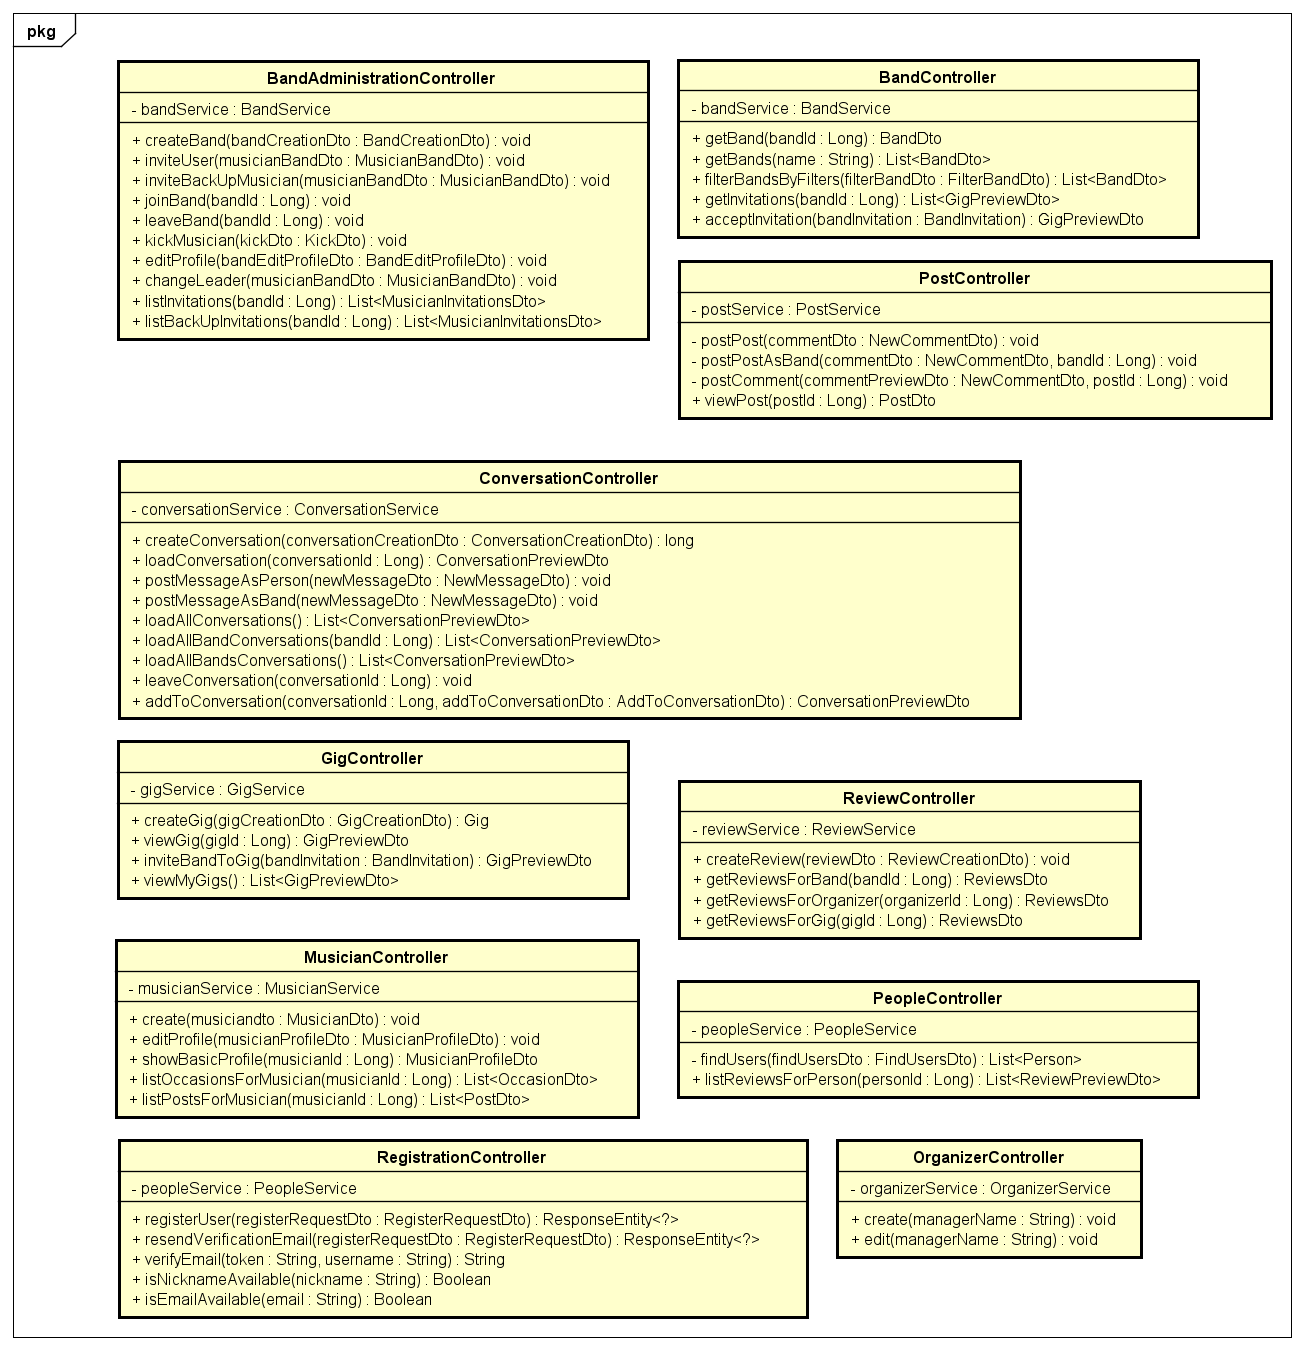 pkg
BandAdministrationController
- bandService : BandService
+ createBand(bandCreationDto : BandCreationDto) : void
+ inviteUser(musicianBandDto : MusicianBandDto) : void
+ inviteBackUpMusician(musicianBandDto : MusicianBandDto) : void
+ joinBand(bandId : Long) : void
+ leaveBand(bandId : Long) : void
+ kickMusician(kickDto : KickDto) : void
+ editProfile(bandEditProfileDto : BandEditProfileDto) : void
+ changeLeader(musicianBandDto : MusicianBandDto) : void
+ listInvitations(bandId : Long) : List<MusicianInvitationsDto>
+ listBackUpInvitations(bandId : Long) : List<MusicianInvitationsDto>
BandController
- bandService : BandService
+ getBand(bandId : Long) : BandDto
+ getBands(name : String) : List<BandDto>
+ filterBandsByFilters(filterBandDto : FilterBandDto) : List<BandDto>
+ getInvitations(bandId : Long) : List<GigPreviewDto>
+ acceptInvitation(bandInvitation : BandInvitation) : GigPreviewDto
PostController
- postService : PostService
- postPost(commentDto : NewCommentDto) : void
- postPostAsBand(commentDto : NewCommentDto, bandId : Long) : void
- postComment(commentPreviewDto : NewCommentDto, postId : Long) : void
+ viewPost(postId : Long) : PostDto
ConversationController
- conversationService : ConversationService
+ createConversation(conversationCreationDto : ConversationCreationDto) : long
+ loadConversation(conversationId : Long) : ConversationPreviewDto
+ postMessageAsPerson(newMessageDto : NewMessageDto) : void
+ postMessageAsBand(newMessageDto : NewMessageDto) : void
+ loadAllConversations() : List<ConversationPreviewDto>
+ loadAllBandConversations(bandId : Long) : List<ConversationPreviewDto>
+ loadAllBandsConversations() : List<ConversationPreviewDto>
+ leaveConversation(conversationId : Long) : void
+ addToConversation(conversationId : Long, addToConversationDto : AddToConversationDto) : ConversationPreviewDto
GigController
- gigService : GigService
+ createGig(gigCreationDto : GigCreationDto) : Gig
+ viewGig(gigId : Long) : GigPreviewDto
+ inviteBandToGig(bandInvitation : BandInvitation) : GigPreviewDto
+ viewMyGigs() : List<GigPreviewDto>
ReviewController
- reviewService : ReviewService
+ createReview(reviewDto : ReviewCreationDto) : void
+ getReviewsForBand(bandId : Long) : ReviewsDto
+ getReviewsForOrganizer(organizerId : Long) : ReviewsDto
+ getReviewsForGig(gigId : Long) : ReviewsDto
MusicianController
- musicianService : MusicianService
+ create(musiciandto : MusicianDto) : void
+ editProfile(musicianProfileDto : MusicianProfileDto) : void
+ showBasicProfile(musicianId : Long) : MusicianProfileDto
+ listOccasionsForMusician(musicianId : Long) : List<OccasionDto>
+ listPostsForMusician(musicianId : Long) : List<PostDto>
PeopleController
- peopleService : PeopleService
- findUsers(findUsersDto : FindUsersDto) : List<Person>
+ listReviewsForPerson(personId : Long) : List<ReviewPreviewDto>
RegistrationController
- peopleService : PeopleService
+ registerUser(registerRequestDto : RegisterRequestDto) : ResponseEntity<?>
+ resendVerificationEmail(registerRequestDto : RegisterRequestDto) : ResponseEntity<?>
+ verifyEmail(token : String, username : String) : String
+ isNicknameAvailable(nickname : String) : Boolean
+ isEmailAvailable(email : String) : Boolean
OrganizerController
- organizerService : OrganizerService
+ create(managerName : String) : void
+ edit(managerName : String) : void